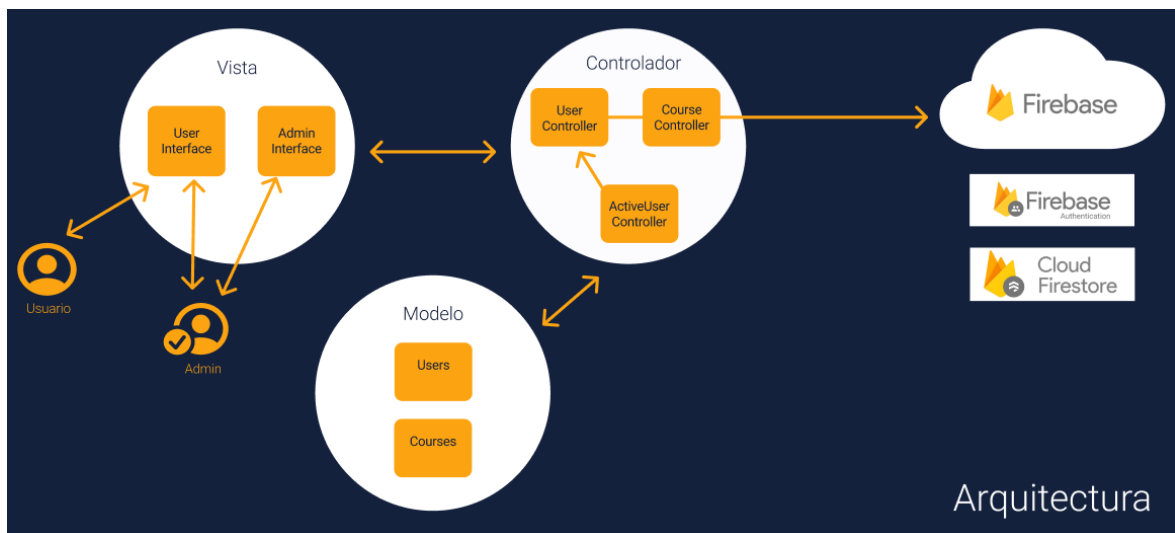 Vista
User
Interface
Admin
Interface
Usuario
Admin
Controlador
User
Controller
Course
Controller
ActiveUser
Controller
Modelo
Users
Courses
Firebase
Firebase
Authentication
Cloud
Firestore
Arquitectura